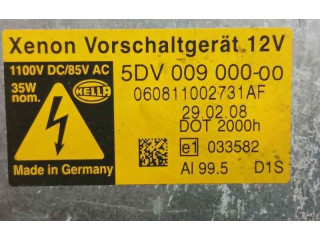 Xenon Vorschaltgerät 12V
1100V DC/85V AC
5DV 009 000-00
35W
nom.
HELLA
060811002731AF
29.02.08
DOT 2000h
e1 033582
Made in Germany
Al 99.5 D1S